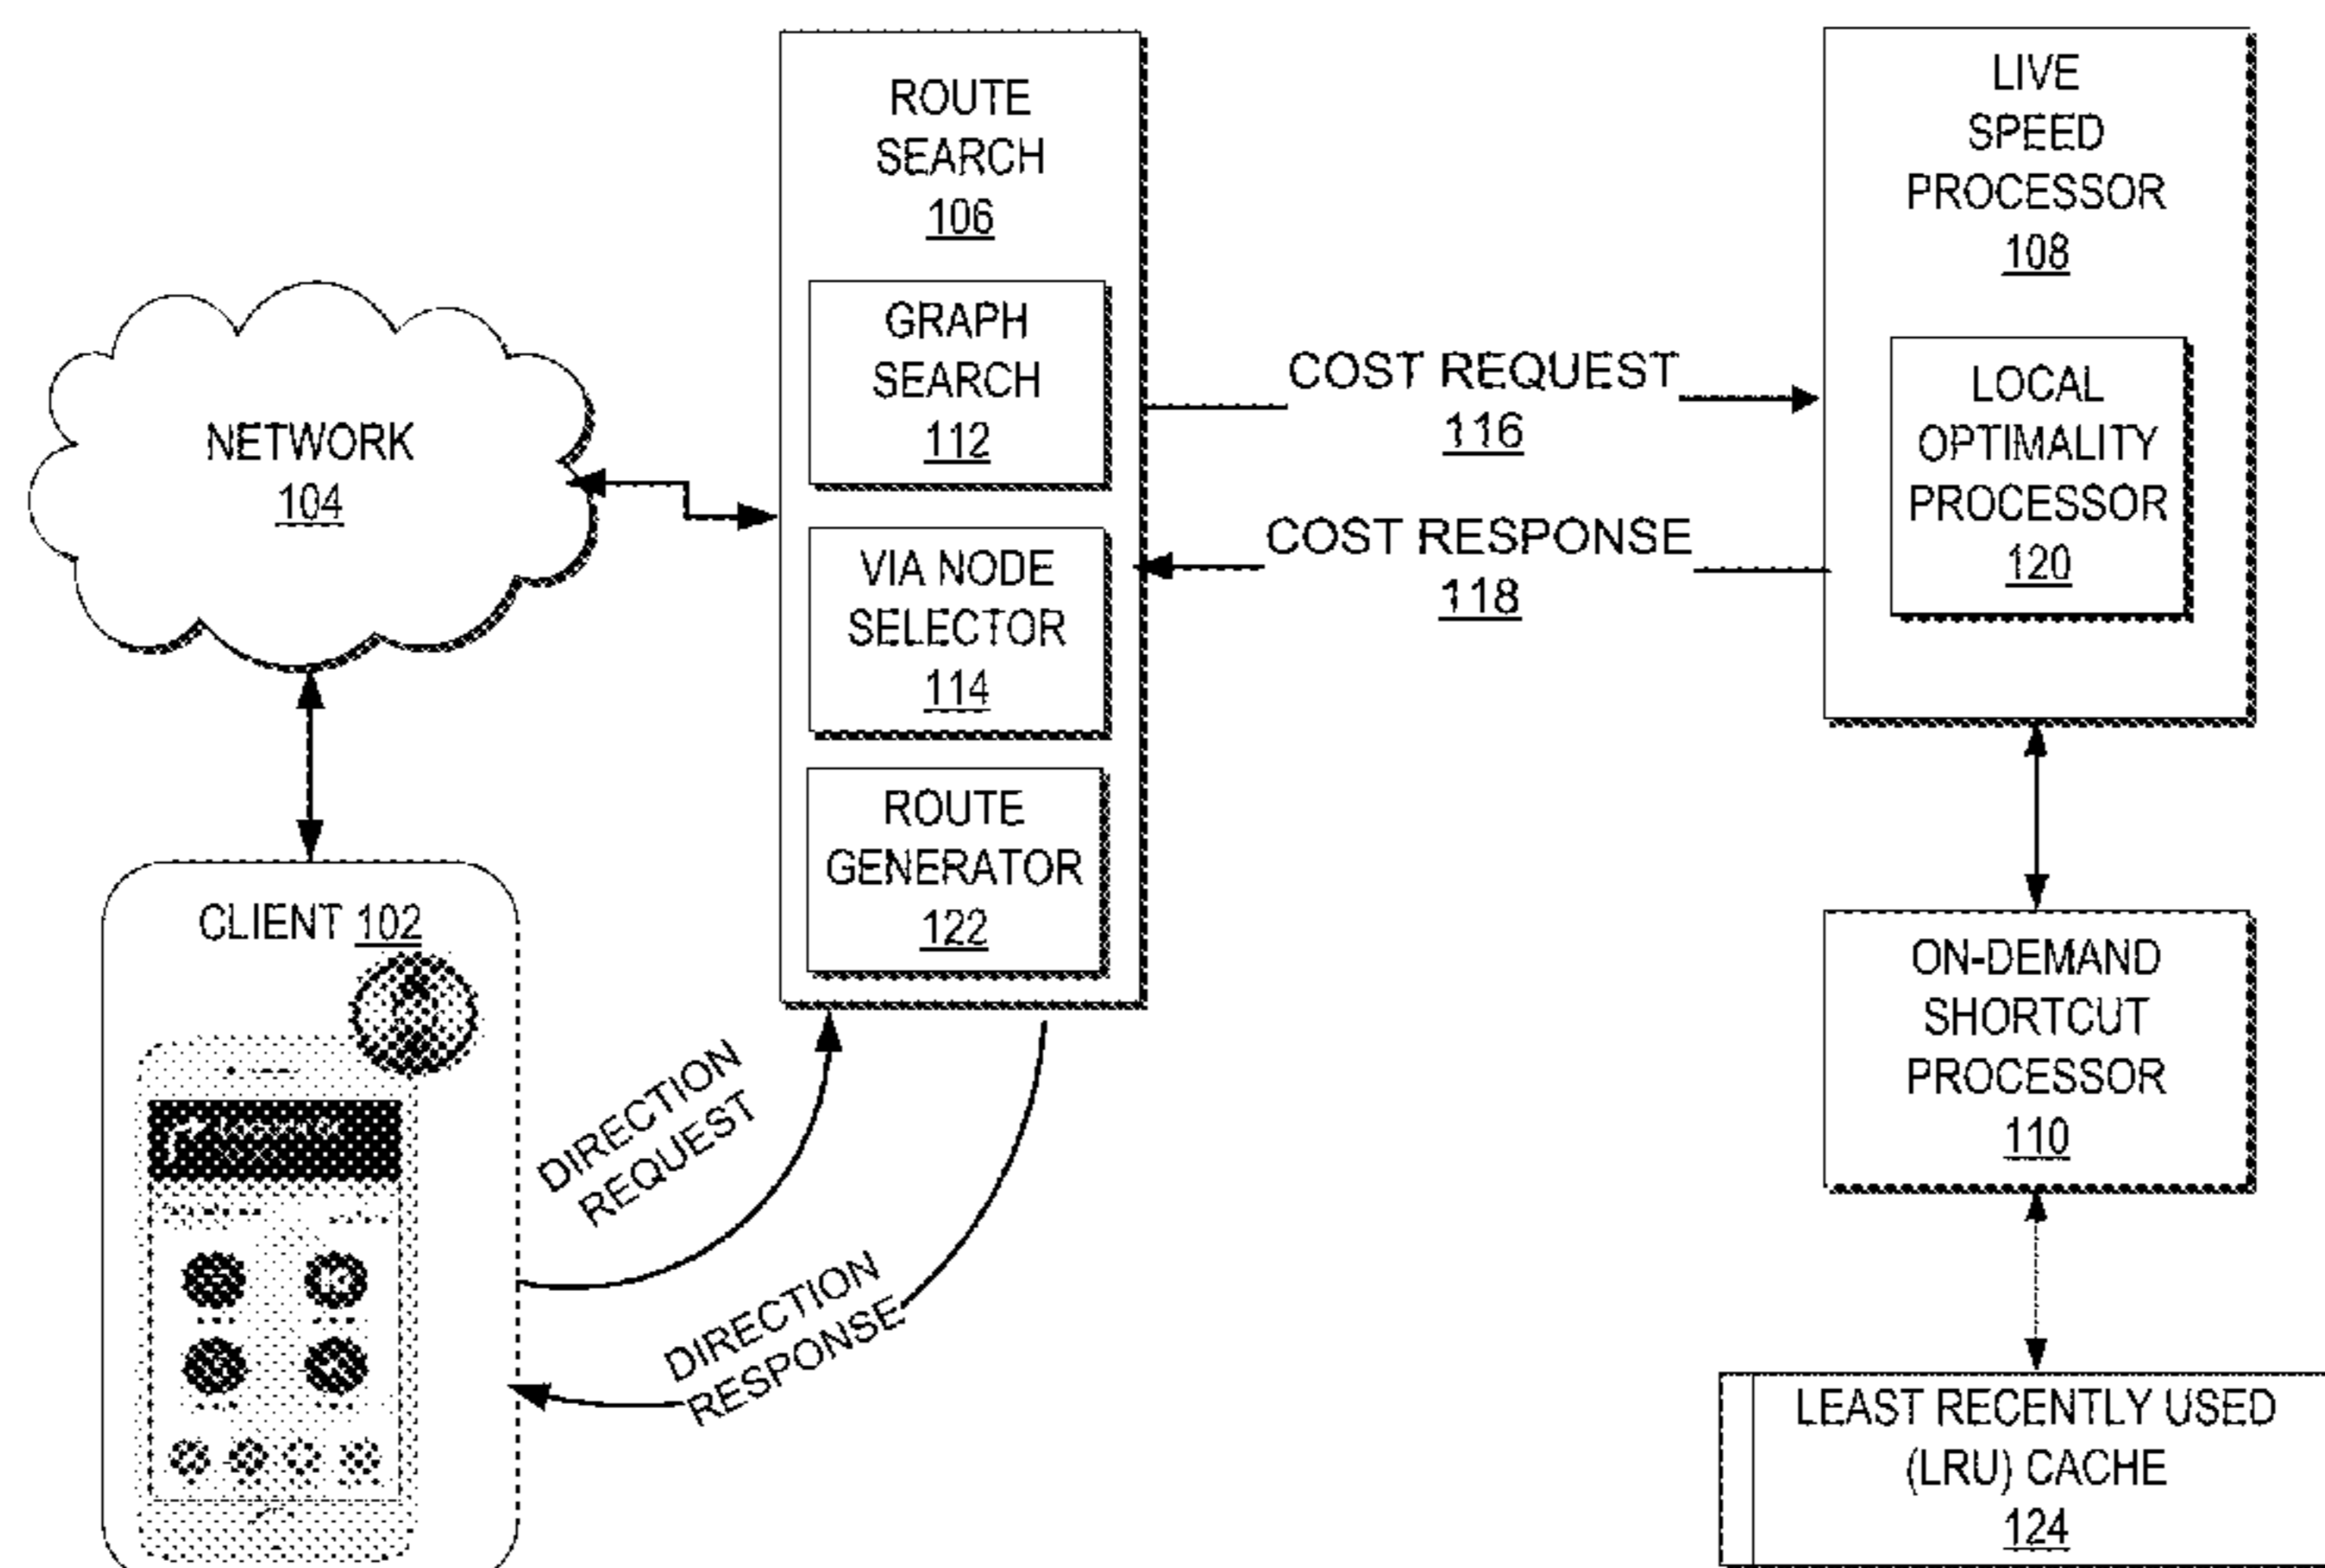 ROUTE
SEARCH
106
GRAPH
SEARCH
112
VIA NODE
SELECTOR
114
ROUTE
GENERATOR
122
NETWORK
104
CLIENT 102
DIRECTION
REQUEST
DIRECTION
RESPONSE
COST REQUEST
116
COST RESPONSE
118
LIVE
SPEED
PROCESSOR
108
LOCAL
OPTIMALITY
PROCESSOR
120
ON-DEMAND
SHORTCUT
PROCESSOR
110
LEAST RECENTLY USED
(LRU) CACHE
124